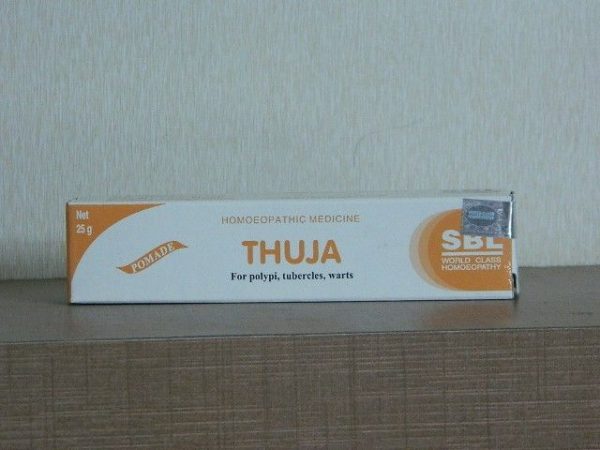 Net
25 g
POMADE
HOMOEOPATHIC MEDICINE
THUJA
For polypi, tubercles, warts
SBL
WORLD CLASS
HOMOEOPATHY